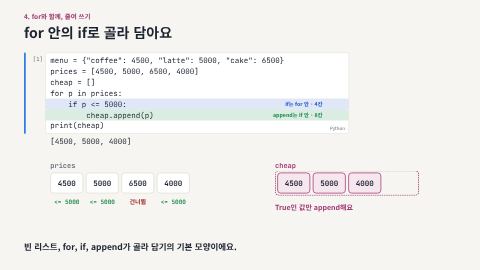 4. for와 함께, 줄여 쓰기
for 안의 if로 골라 담아요
[1]
menu = {"coffee": 4500, "latte": 5000, "cake": 6500}
prices = [4500, 5000, 6500, 4000]
cheap = []
for p in prices:
if p <= 5000: if는 for 안 · 4칸
cheap.append(p) append는 if 안 · 8칸
print(cheap)
Python
[4500, 5000, 4000]
prices
4500 5000 6500 4000
<= 5000 <= 5000 건너뜀 <= 5000
cheap
4500 5000 4000
True인 값만 append해요
빈 리스트, for, if, append가 골라 담기의 기본 모양이에요.